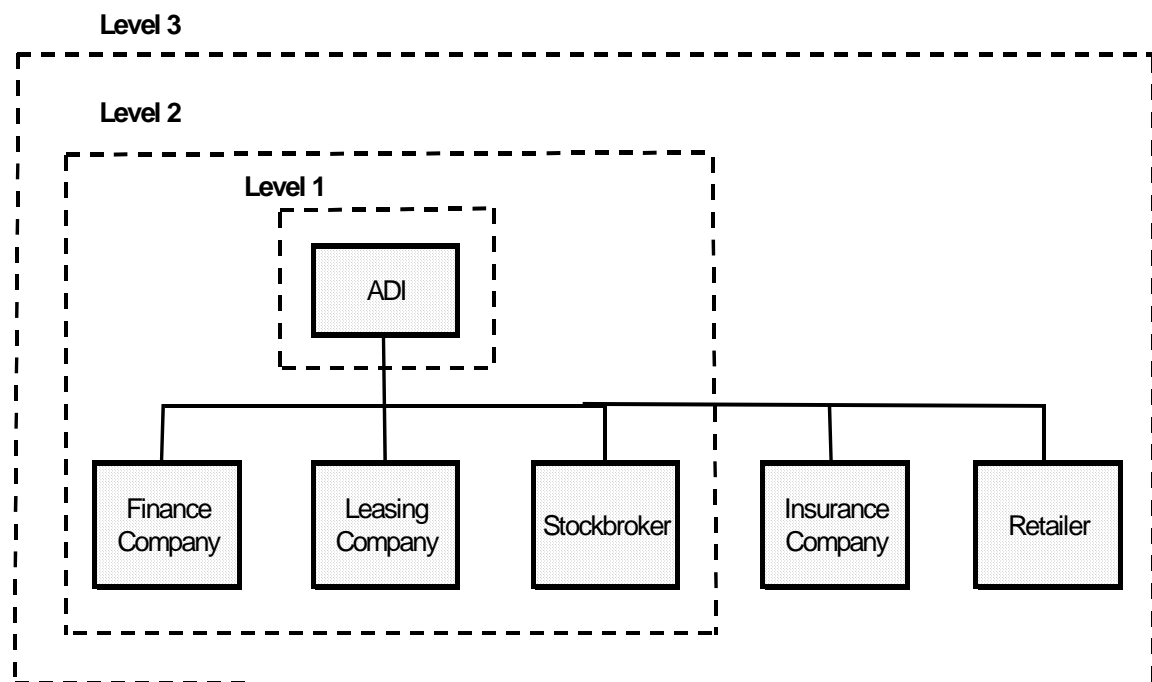 Level 3
Level 2
Level 1
ADI
Finance
Company
Leasing
Company
Stockbroker
Insurance
Company
Retailer